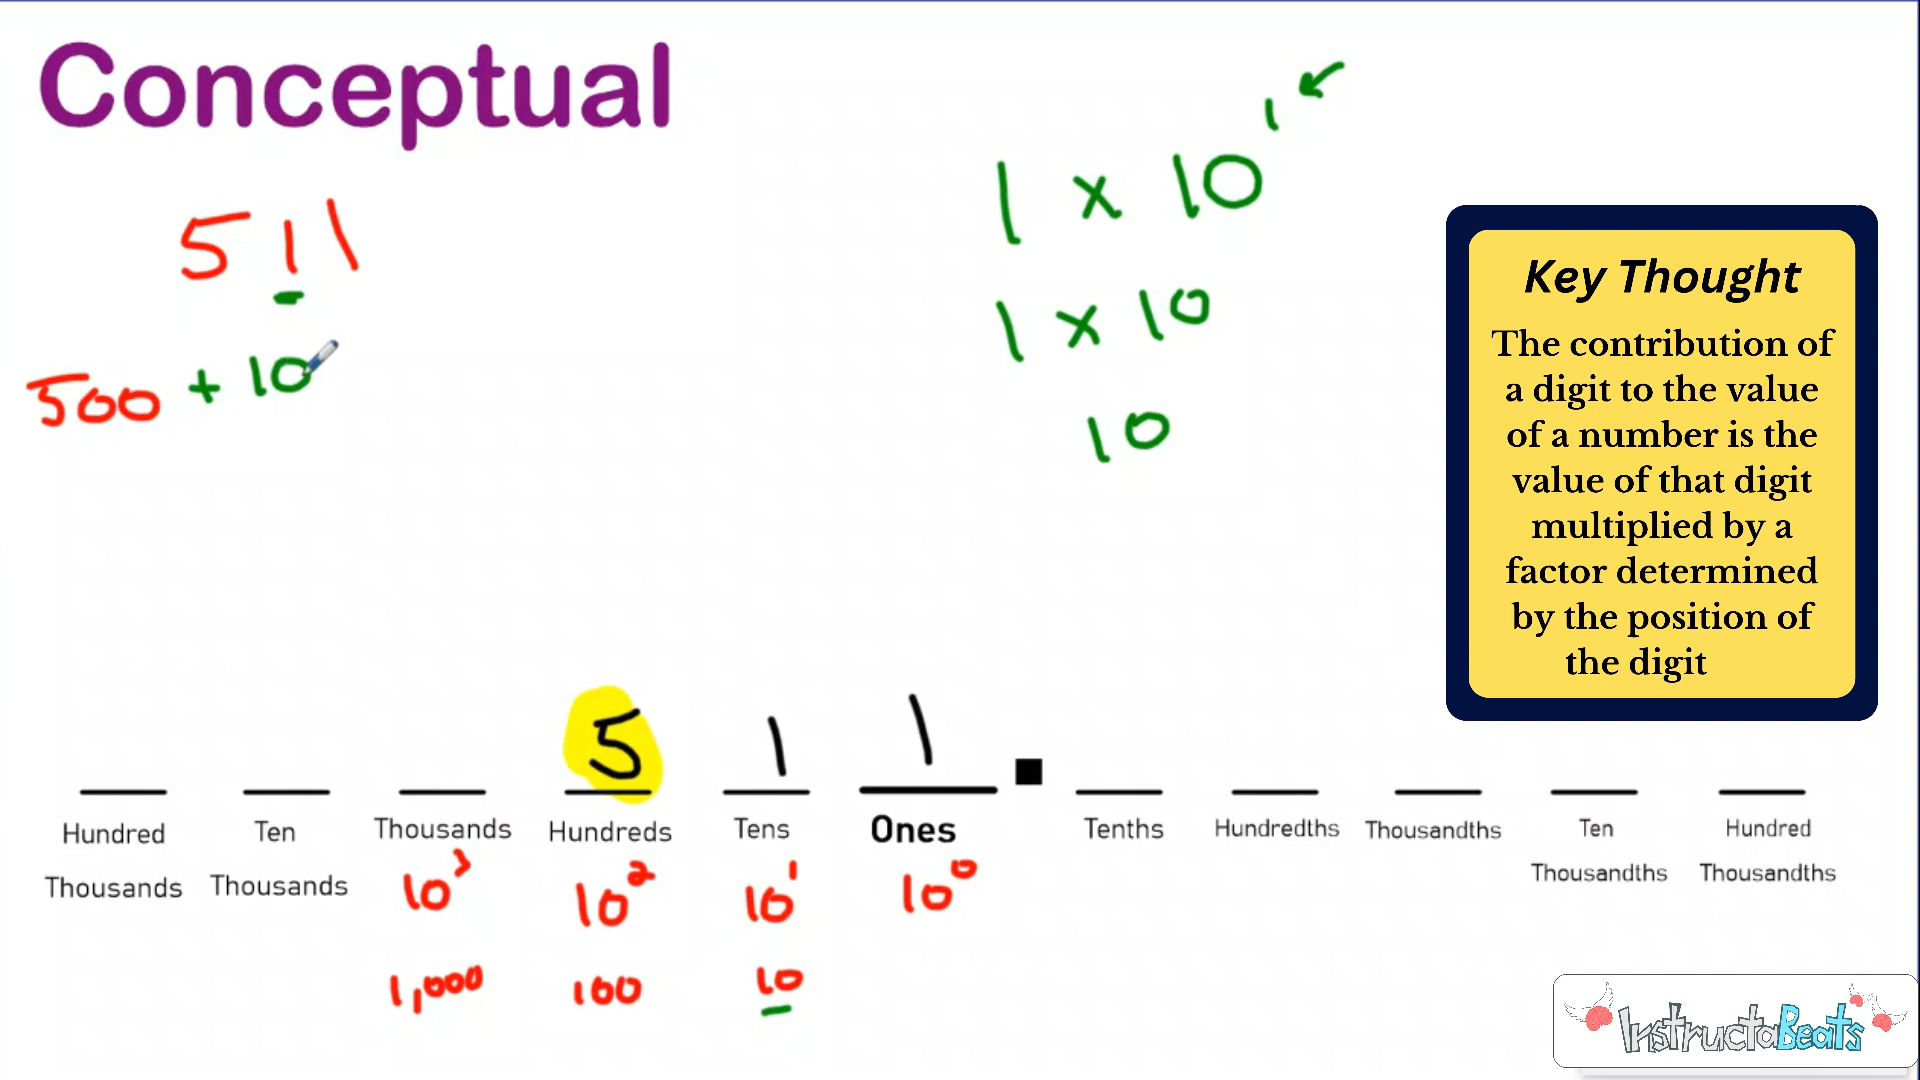 Conceptual
511
500 + 10
1 x 10¹
1 x 10
10
Key Thought
The contribution of
a digit to the value
of a number is the
value of that digit
multiplied by a
factor determined
by the position of
the digit
5 1 1 .
Hundred Thousands
Ten Thousands
Thousands
Hundreds
Tens
Ones
Tenths
Hundredths
Thousandths
Ten Thousandths
Hundred Thousandths
10³ 10² 10¹ 10⁰
1,000 100 10
InstructaBeats